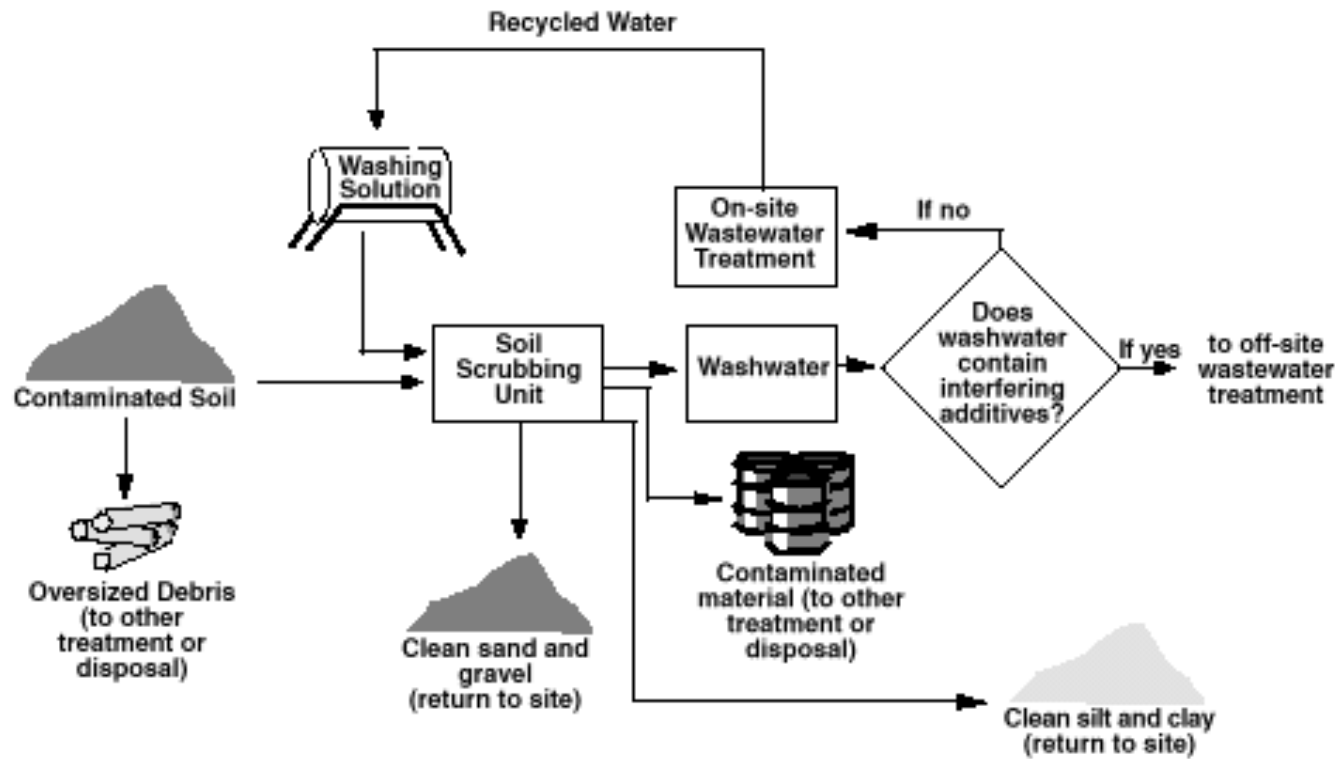 Recycled Water
Washing
Solution
On-site
Wastewater
Treatment
If no
Does
washwater
contain
interfering
additives?
If yes
to off-site
wastewater
treatment
Soil
Scrubbing
Unit
Washwater
Contaminated Soil
Oversized Debris
(to other
treatment or
disposal)
Clean sand and
gravel
(return to site)
Contaminated
material (to other
treatment or
disposal)
Clean silt and clay
(return to site)